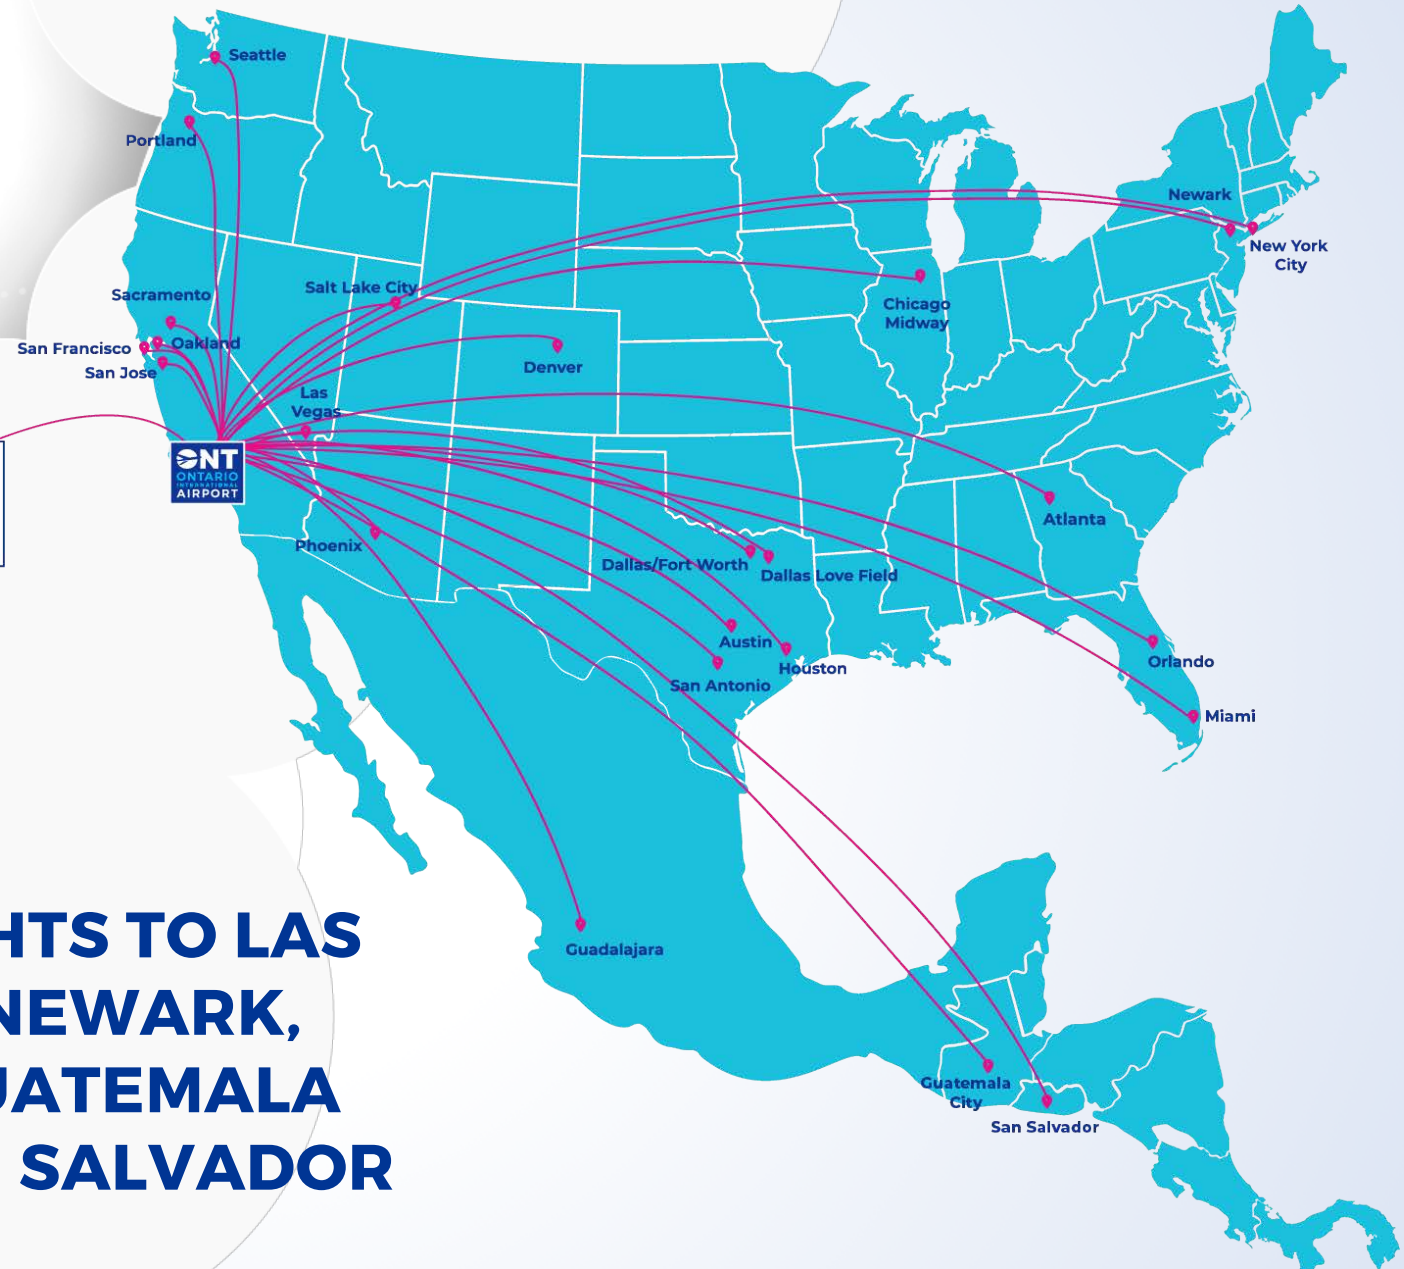 Seattle
Portland
Newark
New York
City
Salt Lake City
Sacramento
Chicago
Midway
San Francisco
Oakland
San Jose
Denver
Las
Vegas
ONT
ONTARIO
INTERNATIONAL
AIRPORT
Atlanta
Phoenix
Dallas/Fort Worth
Dallas Love Field
Austin
Houston
San Antonio
Orlando
Miami
Guadalajara
HTS TO LAS
NEWARK,
UATEMALA
SALVADOR
Guatemala
City
San Salvador